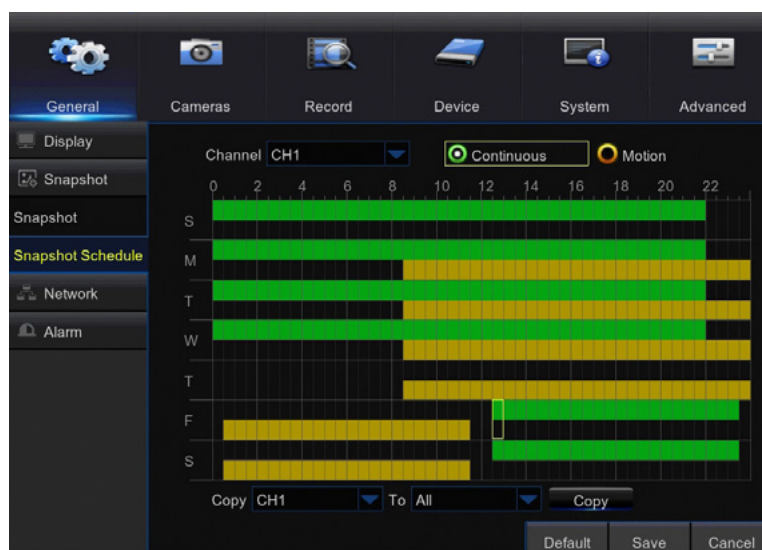 General Cameras Record Device System Advanced
Display
Snapshot
Snapshot
Snapshot Schedule
Network
Alarm
Channel CH1 Continuous Motion
0 2 4 6 8 10 12 14 16 18 20 22
S
M
T
W
T
F
S
Copy CH1 To All Copy
Default Save Cancel